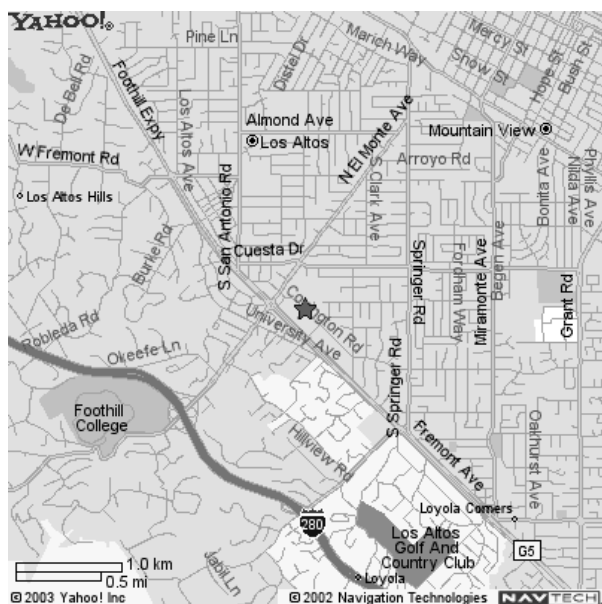 YAHOO!
Pine Ln
Distel Dr
Marich Way
Mercy St
Snow St
Hope St
Bush St
De Bell Rd
Foothill Expy
Los Altos Ave
Almond Ave
Los Altos
N El Monte Ave
Mountain View
W Fremont Rd
Arroyo Rd
S Clark Ave
Bonita Ave
Nilda Ave
Phyllis Ave
Los Altos Hills
Burke Rd
S San Antonio Rd
Cuesta Dr
Springer Rd
Fordham Way
Miramonte Ave
Begen Ave
Grant Rd
Covington Rd
University Ave
Robleda Rd
Okeefe Ln
S Springer Rd
Foothill
College
Hillview Rd
Fremont Ave
Oakhurst Ave
Loyola Corners
280
Los Altos
Golf And
Country Club
G5
1.0 km
0.5 mi
Jabil Ln
Loyola
© 2003 Yahoo! Inc
© 2002 Navigation Technologies
NAVTECH